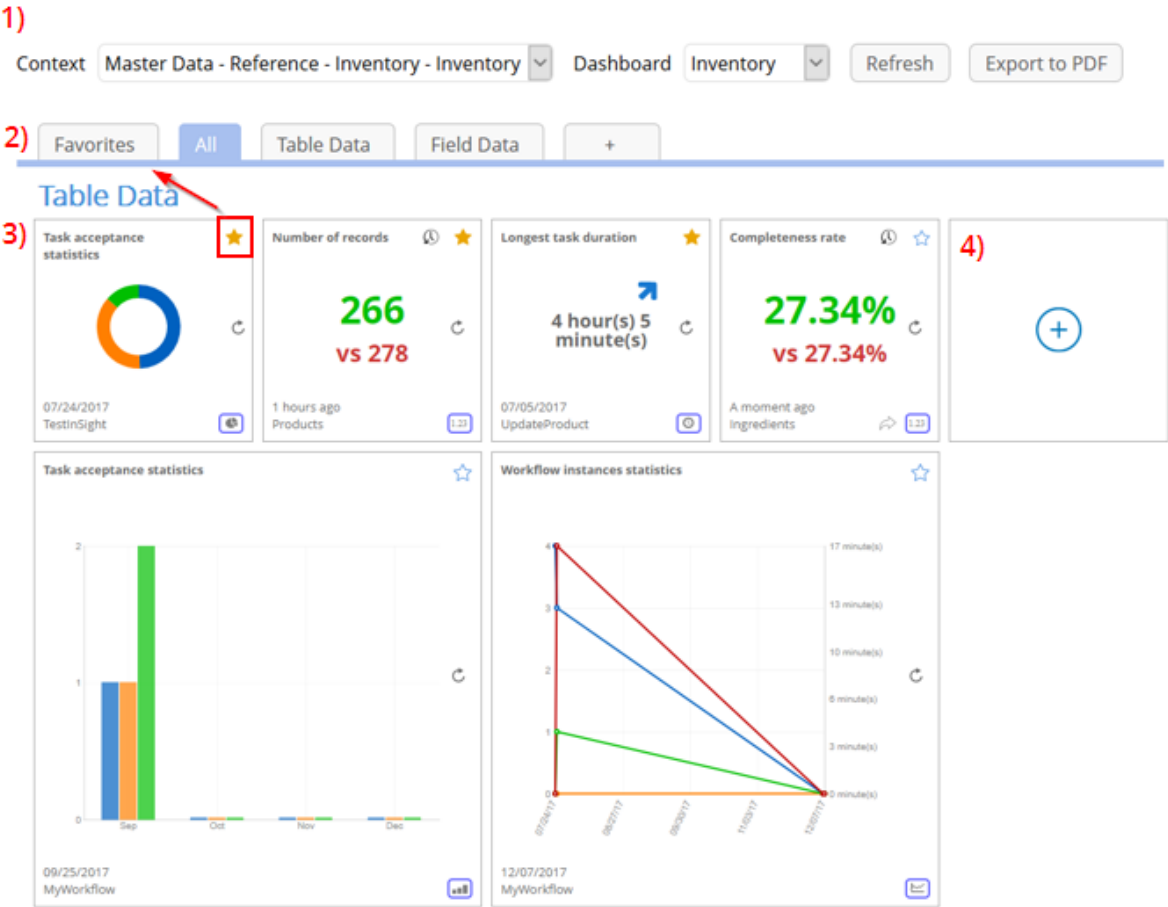 1)
Context Master Data - Reference - Inventory - Inventory Dashboard Inventory Refresh Export to PDF
2) Favorites All Table Data Field Data +
Table Data
3) Task acceptance
statistics
07/24/2017
TestInSight
Number of records
266
vs 278
1 hours ago
Products
1.23
Longest task duration
4 hour(s) 5
minute(s)
07/05/2017
UpdateProduct
Completeness rate
27.34%
vs 27.34%
A moment ago
Ingredients
1.23
4)
+
Task acceptance statistics
2
1
0
Sep Oct Nov Dec
09/25/2017
MyWorkflow
Workflow instances statistics
4
3
2
1
0
17 minute(s)
13 minute(s)
10 minute(s)
6 minute(s)
3 minute(s)
0 minute(s)
07/24/17 08/27/17 09/30/17 11/03/17 12/07/17
12/07/2017
MyWorkflow